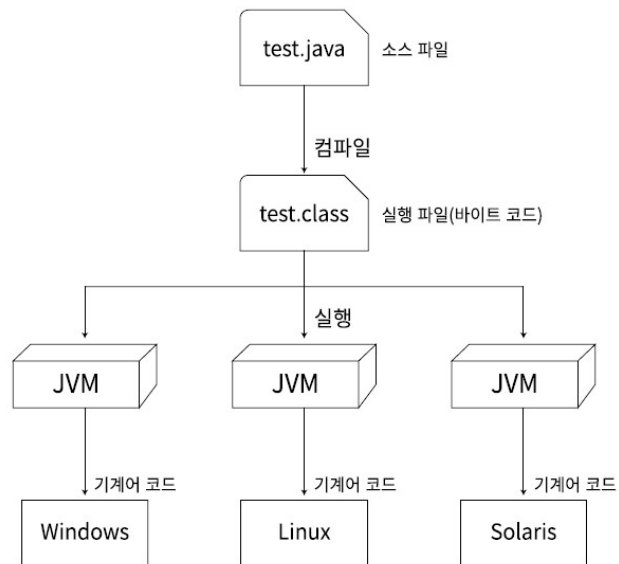 test.java
소스 파일
컴파일
test.class
실행 파일(바이트 코드)
실행
JVM
JVM
JVM
기계어 코드
기계어 코드
기계어 코드
Windows
Linux
Solaris